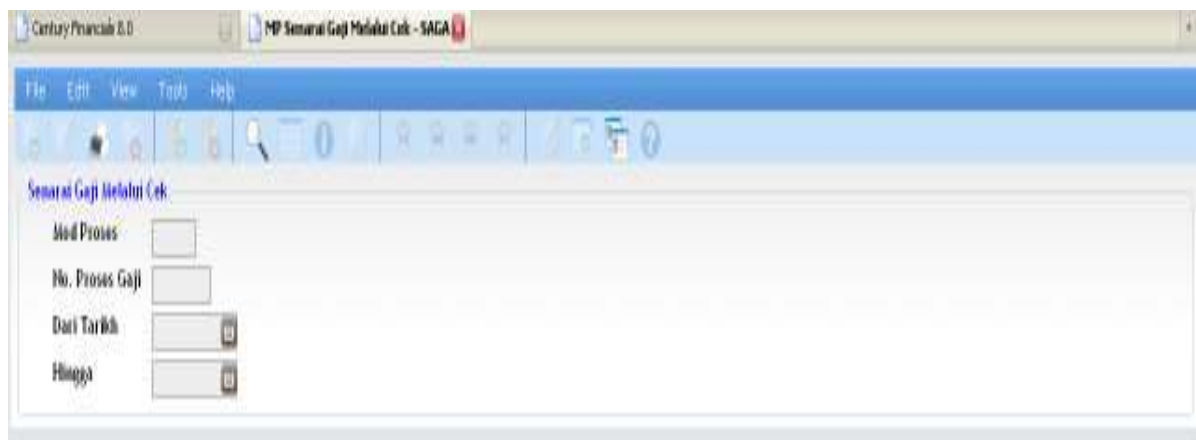 Century Financials 8.0
MP Senarai Gaji Melalui Cek - SAGA
File Edit View Tools Help
Senarai Gaji Melalui Cek
Mod Proses
No. Proses Gaji
Dari Tarikh
Hingga